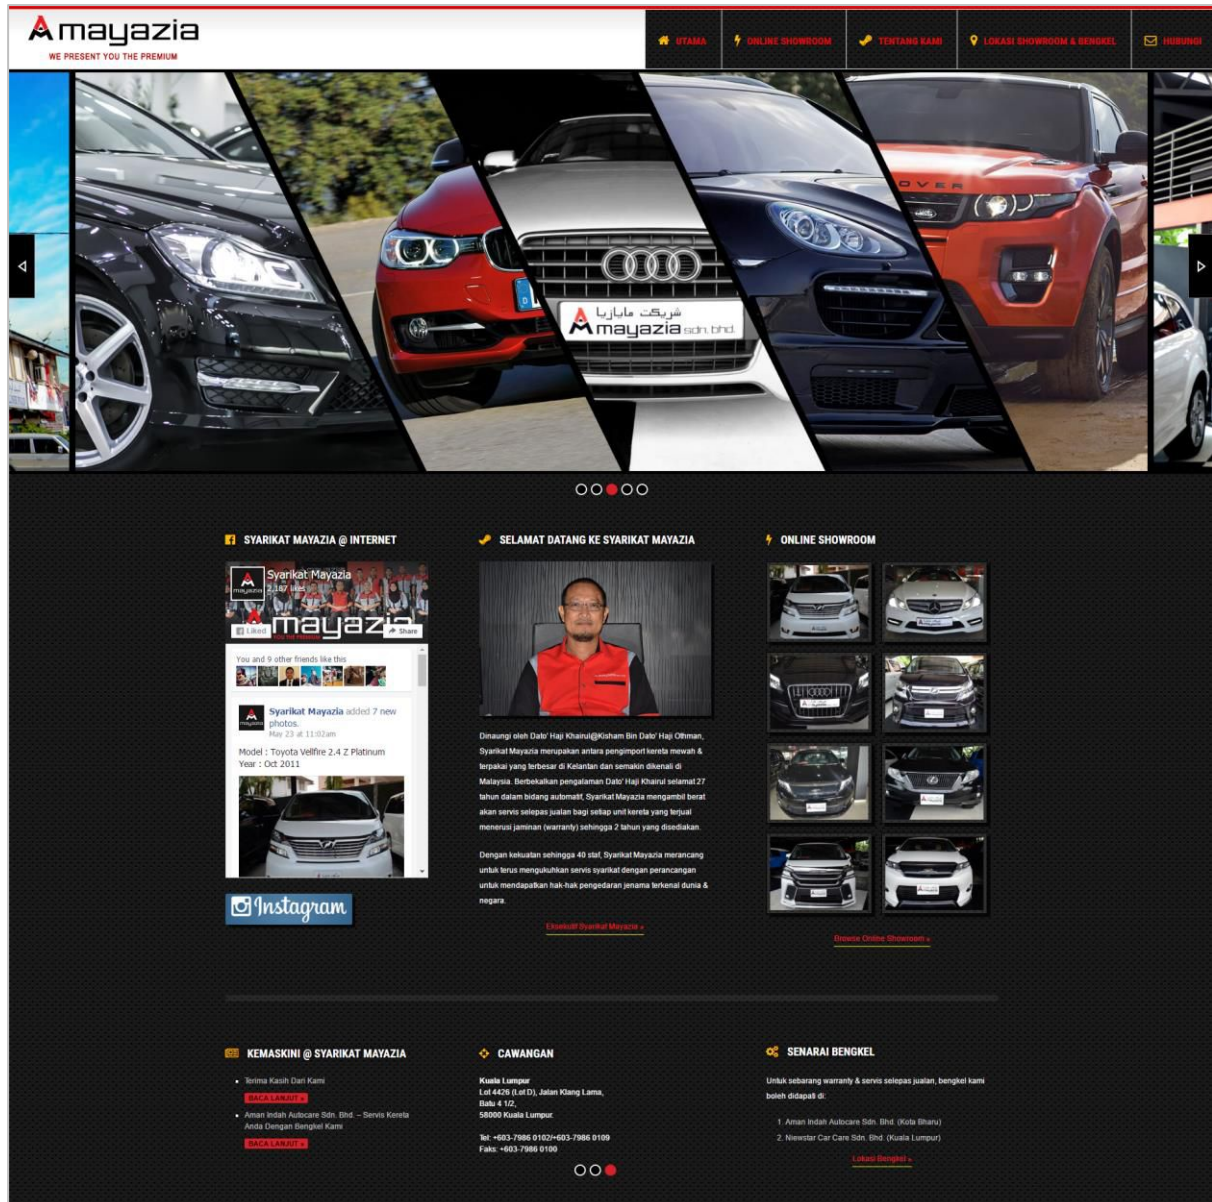 mayazia
WE PRESENT YOU THE PREMIUM
UTAMA
ONLINE SHOWROOM
TENTANG KAMI
LOKASI SHOWROOM & BENGKEL
HUBUNGI
OVER
شريكت مايازيا
mayazia sdn. bhd.
SYARIKAT MAYAZIA @ INTERNET
Syarikat Mayazia
2,187 likes
mayazia
mayazia
YOU THE PREMIUM
Liked
Share
You and 9 other friends like this
Syarikat Mayazia added 7 new
photos.
May 23 at 11:02am
mayazia
Model : Toyota Vellfire 2.4 Z Platinum
Year : Oct 2011
Instagram
SELAMAT DATANG KE SYARIKAT MAYAZIA
Dinaungi oleh Dato' Haji Khairul@Kisham Bin Dato' Haji Othman,
Syarikat Mayazia merupakan antara pengimport kereta mewah &
terpakai yang terbesar di Kelantan dan semakin dikenali di
Malaysia. Berbekalkan pengalaman Dato' Haji Khairul selamat 27
tahun dalam bidang automatif, Syarikat Mayazia mengambil berat
akan servis selepas jualan bagi setiap unit kereta yang terjual
menerusi jaminan (warranty) sehingga 2 tahun yang disediakan.
Dengan kekuatan sehingga 40 staf, Syarikat Mayazia merancang
untuk terus mengukuhkan servis syarikat dengan perancangan
untuk mendapatkan hak-hak pengedaran jenama terkenal dunia &
negara.
Eksekutif Syarikat Mayazia »
ONLINE SHOWROOM
Browse Online Showroom »
KEMASKINI @ SYARIKAT MAYAZIA
Terima Kasih Dari Kami
BACA LANJUT »
Aman Indah Autocare Sdn. Bhd. – Servis Kereta
Anda Dengan Bengkel Kami
BACA LANJUT »
CAWANGAN
Kuala Lumpur
Lot 4426 (Lot D), Jalan Klang Lama,
Batu 4 1/2,
58000 Kuala Lumpur.
Tel: +603-7986 0102/+603-7986 0109
Faks: +603-7986 0100
SENARAI BENGKEL
Untuk sebarang warranty & servis selepas jualan, bengkel kami
boleh didapati di:
1. Aman Indah Autocare Sdn. Bhd. (Kota Bharu)
2. Niewstar Car Care Sdn. Bhd. (Kuala Lumpur)
Lokasi Bengkel »